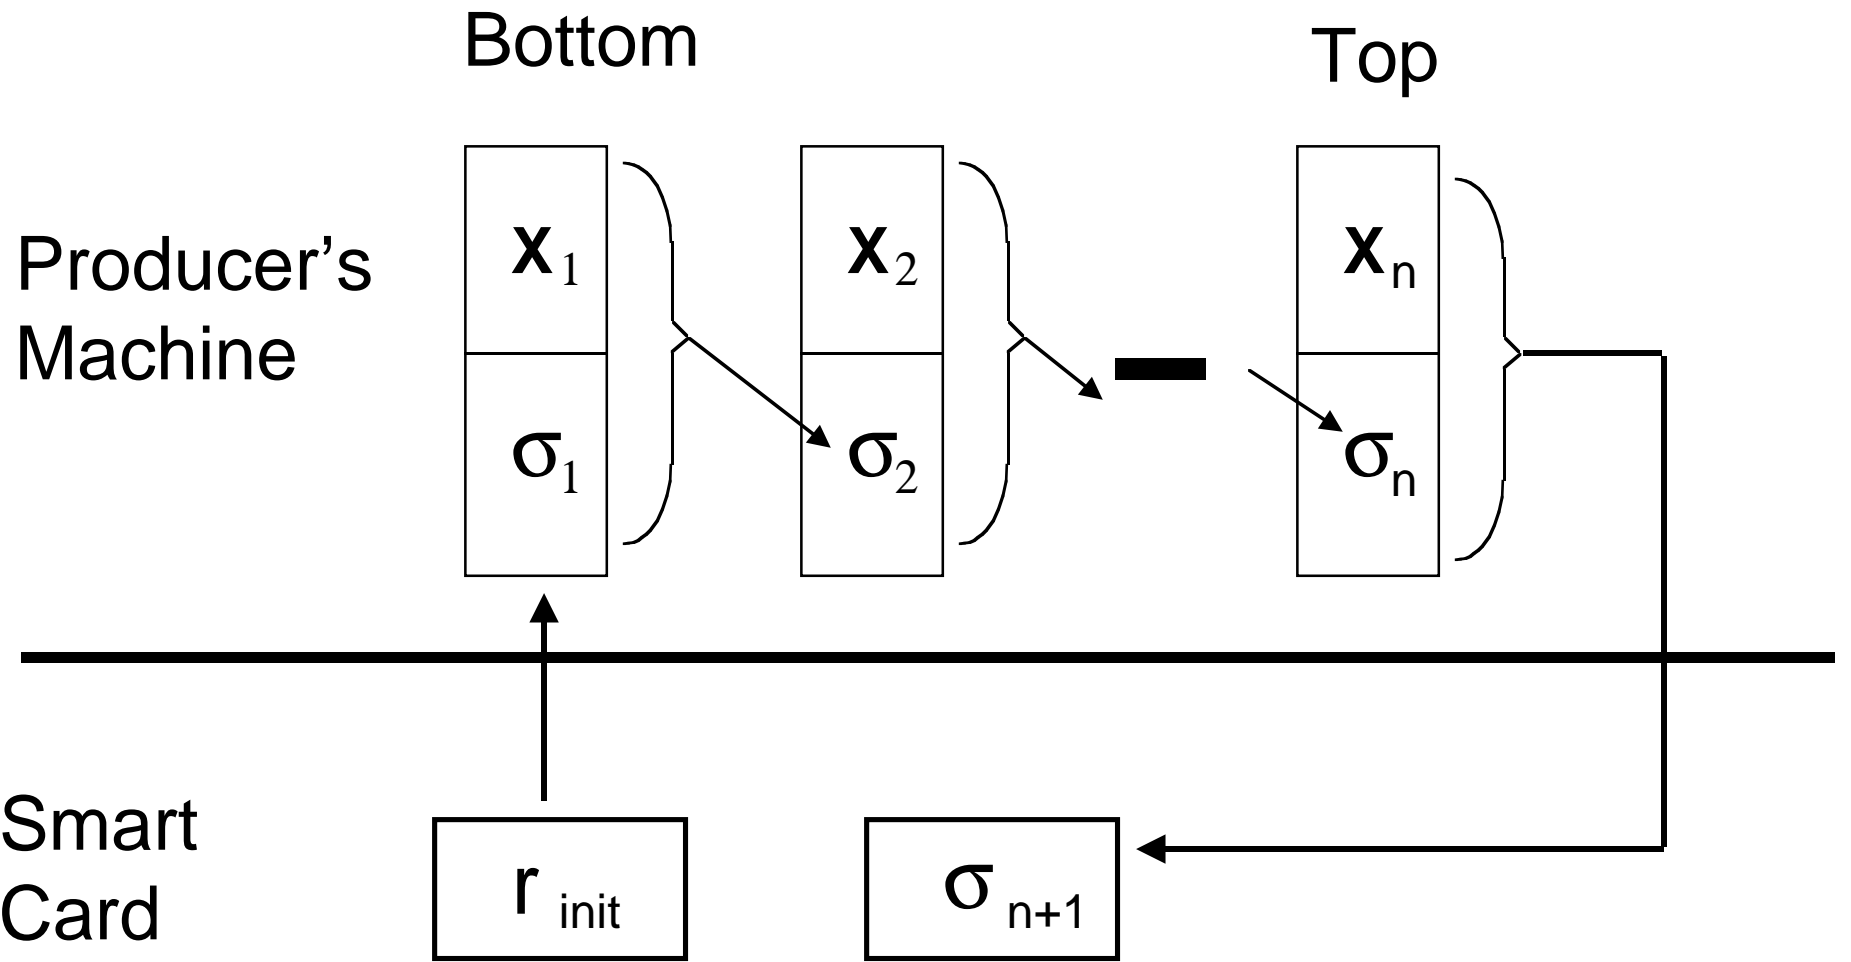 Bottom
Top
Producer’s
Machine
x1
x2
xn
σ1
σ2
σn
Smart
Card
r init
σ n+1